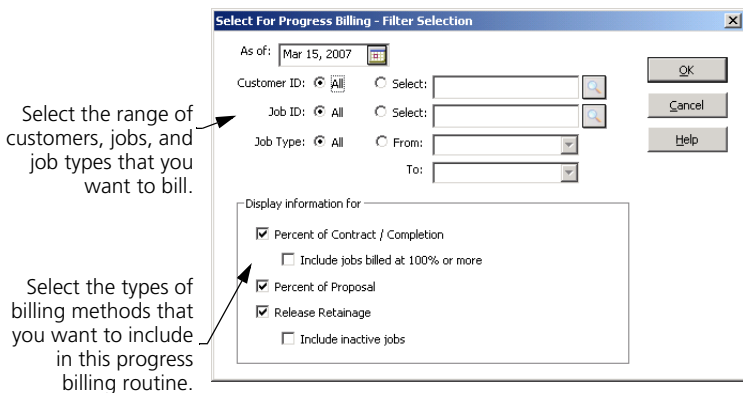 Select For Progress Billing - Filter Selection
As of: Mar 15, 2007
Customer ID: All Select:
Job ID: All Select:
Job Type: All From:
To:
OK
Cancel
Help
Select the range of
customers, jobs, and
job types that you
want to bill.
Display information for
Percent of Contract / Completion
Include jobs billed at 100% or more
Percent of Proposal
Release Retainage
Include inactive jobs
Select the types of
billing methods that
you want to include
in this progress
billing routine.